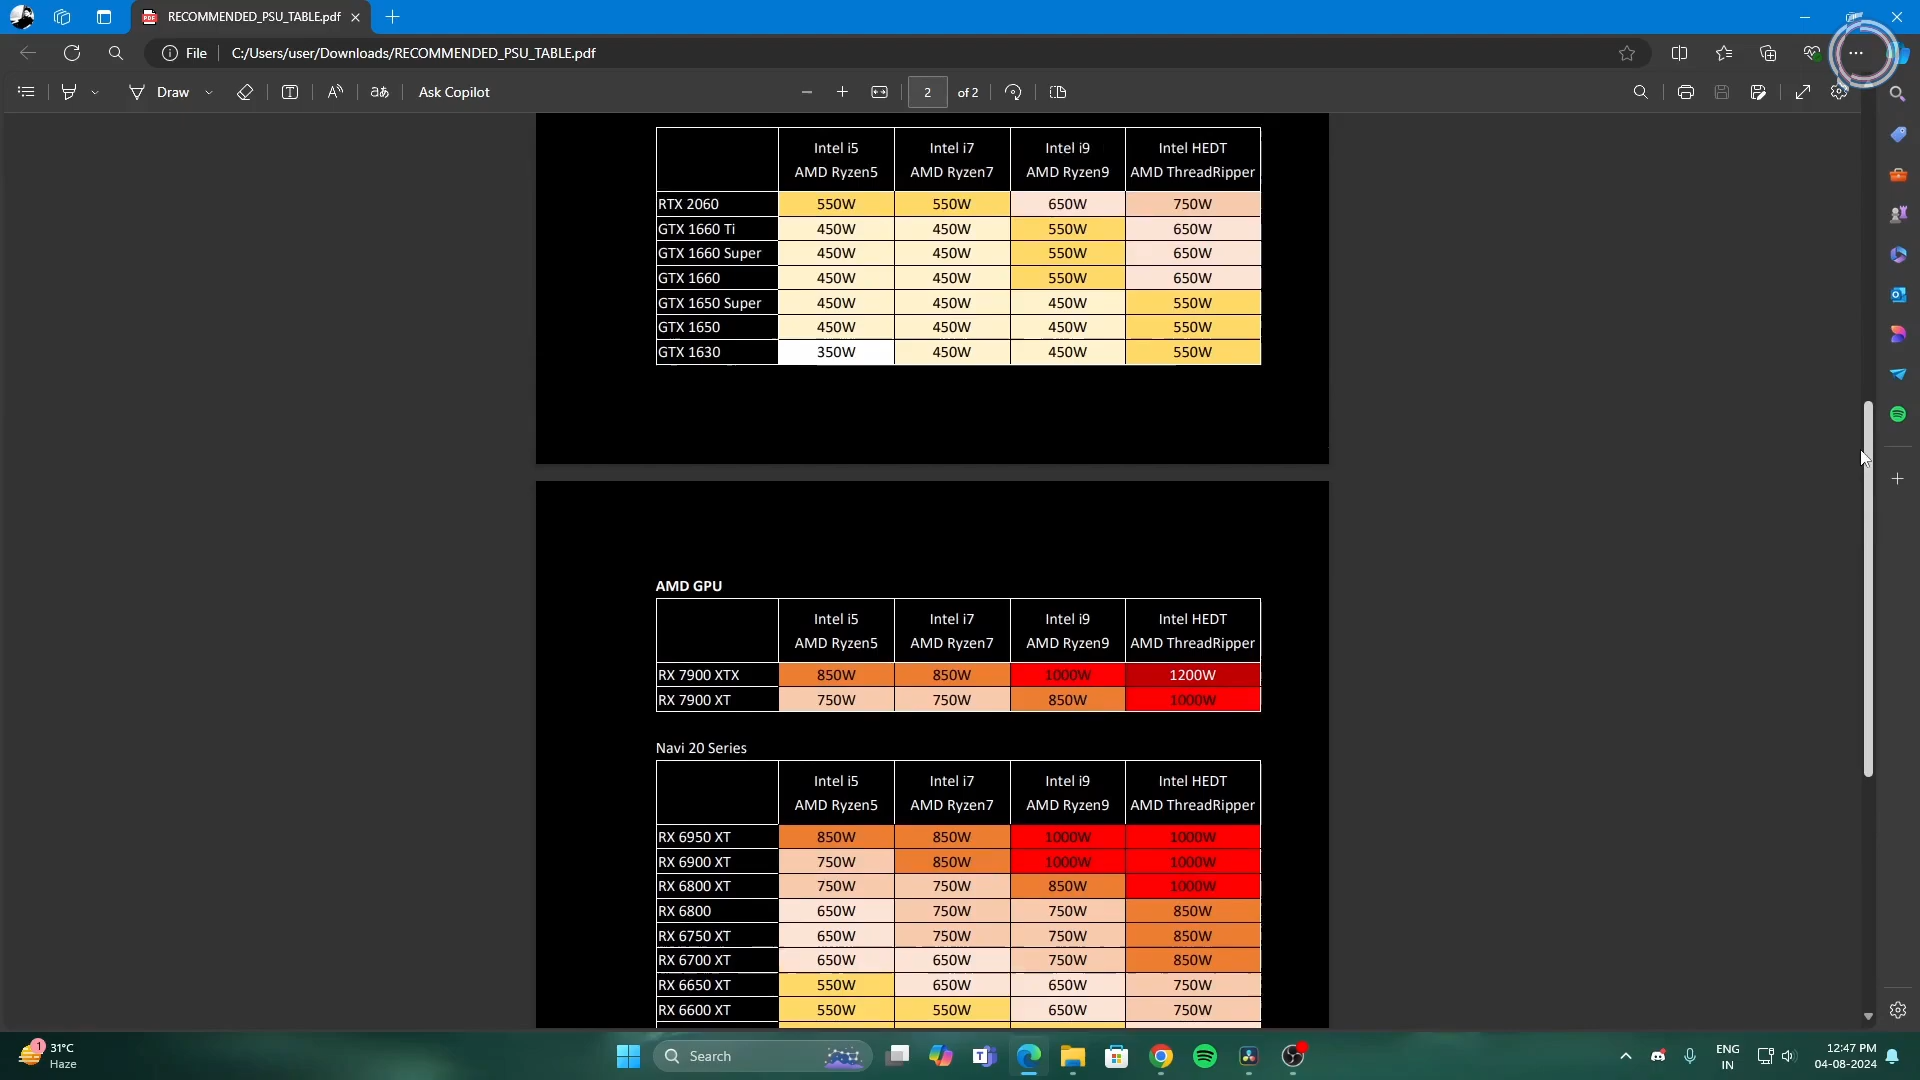 RECOMMENDED_PSU_TABLE.pdf
File C:/Users/user/Downloads/RECOMMENDED_PSU_TABLE.pdf
Draw aあ Ask Copilot 2 of 2
Intel i5 Intel i7 Intel i9 Intel HEDT
AMD Ryzen5 AMD Ryzen7 AMD Ryzen9 AMD ThreadRipper
RTX 2060 550W 550W 650W 750W
GTX 1660 Ti 450W 450W 550W 650W
GTX 1660 Super 450W 450W 550W 650W
GTX 1660 450W 450W 550W 650W
GTX 1650 Super 450W 450W 450W 550W
GTX 1650 450W 450W 450W 550W
GTX 1630 350W 450W 450W 550W
AMD GPU
Intel i5 Intel i7 Intel i9 Intel HEDT
AMD Ryzen5 AMD Ryzen7 AMD Ryzen9 AMD ThreadRipper
RX 7900 XTX 850W 850W 1000W 1200W
RX 7900 XT 750W 750W 850W 1000W
Navi 20 Series
Intel i5 Intel i7 Intel i9 Intel HEDT
AMD Ryzen5 AMD Ryzen7 AMD Ryzen9 AMD ThreadRipper
RX 6950 XT 850W 850W 1000W 1000W
RX 6900 XT 750W 850W 1000W 1000W
RX 6800 XT 750W 750W 850W 1000W
RX 6800 650W 750W 750W 850W
RX 6750 XT 650W 750W 750W 850W
RX 6700 XT 650W 650W 750W 850W
RX 6650 XT 550W 650W 650W 750W
RX 6600 XT 550W 550W 650W 750W
1 31°C
Haze
Search
ENG
IN
12:47 PM
04-08-2024